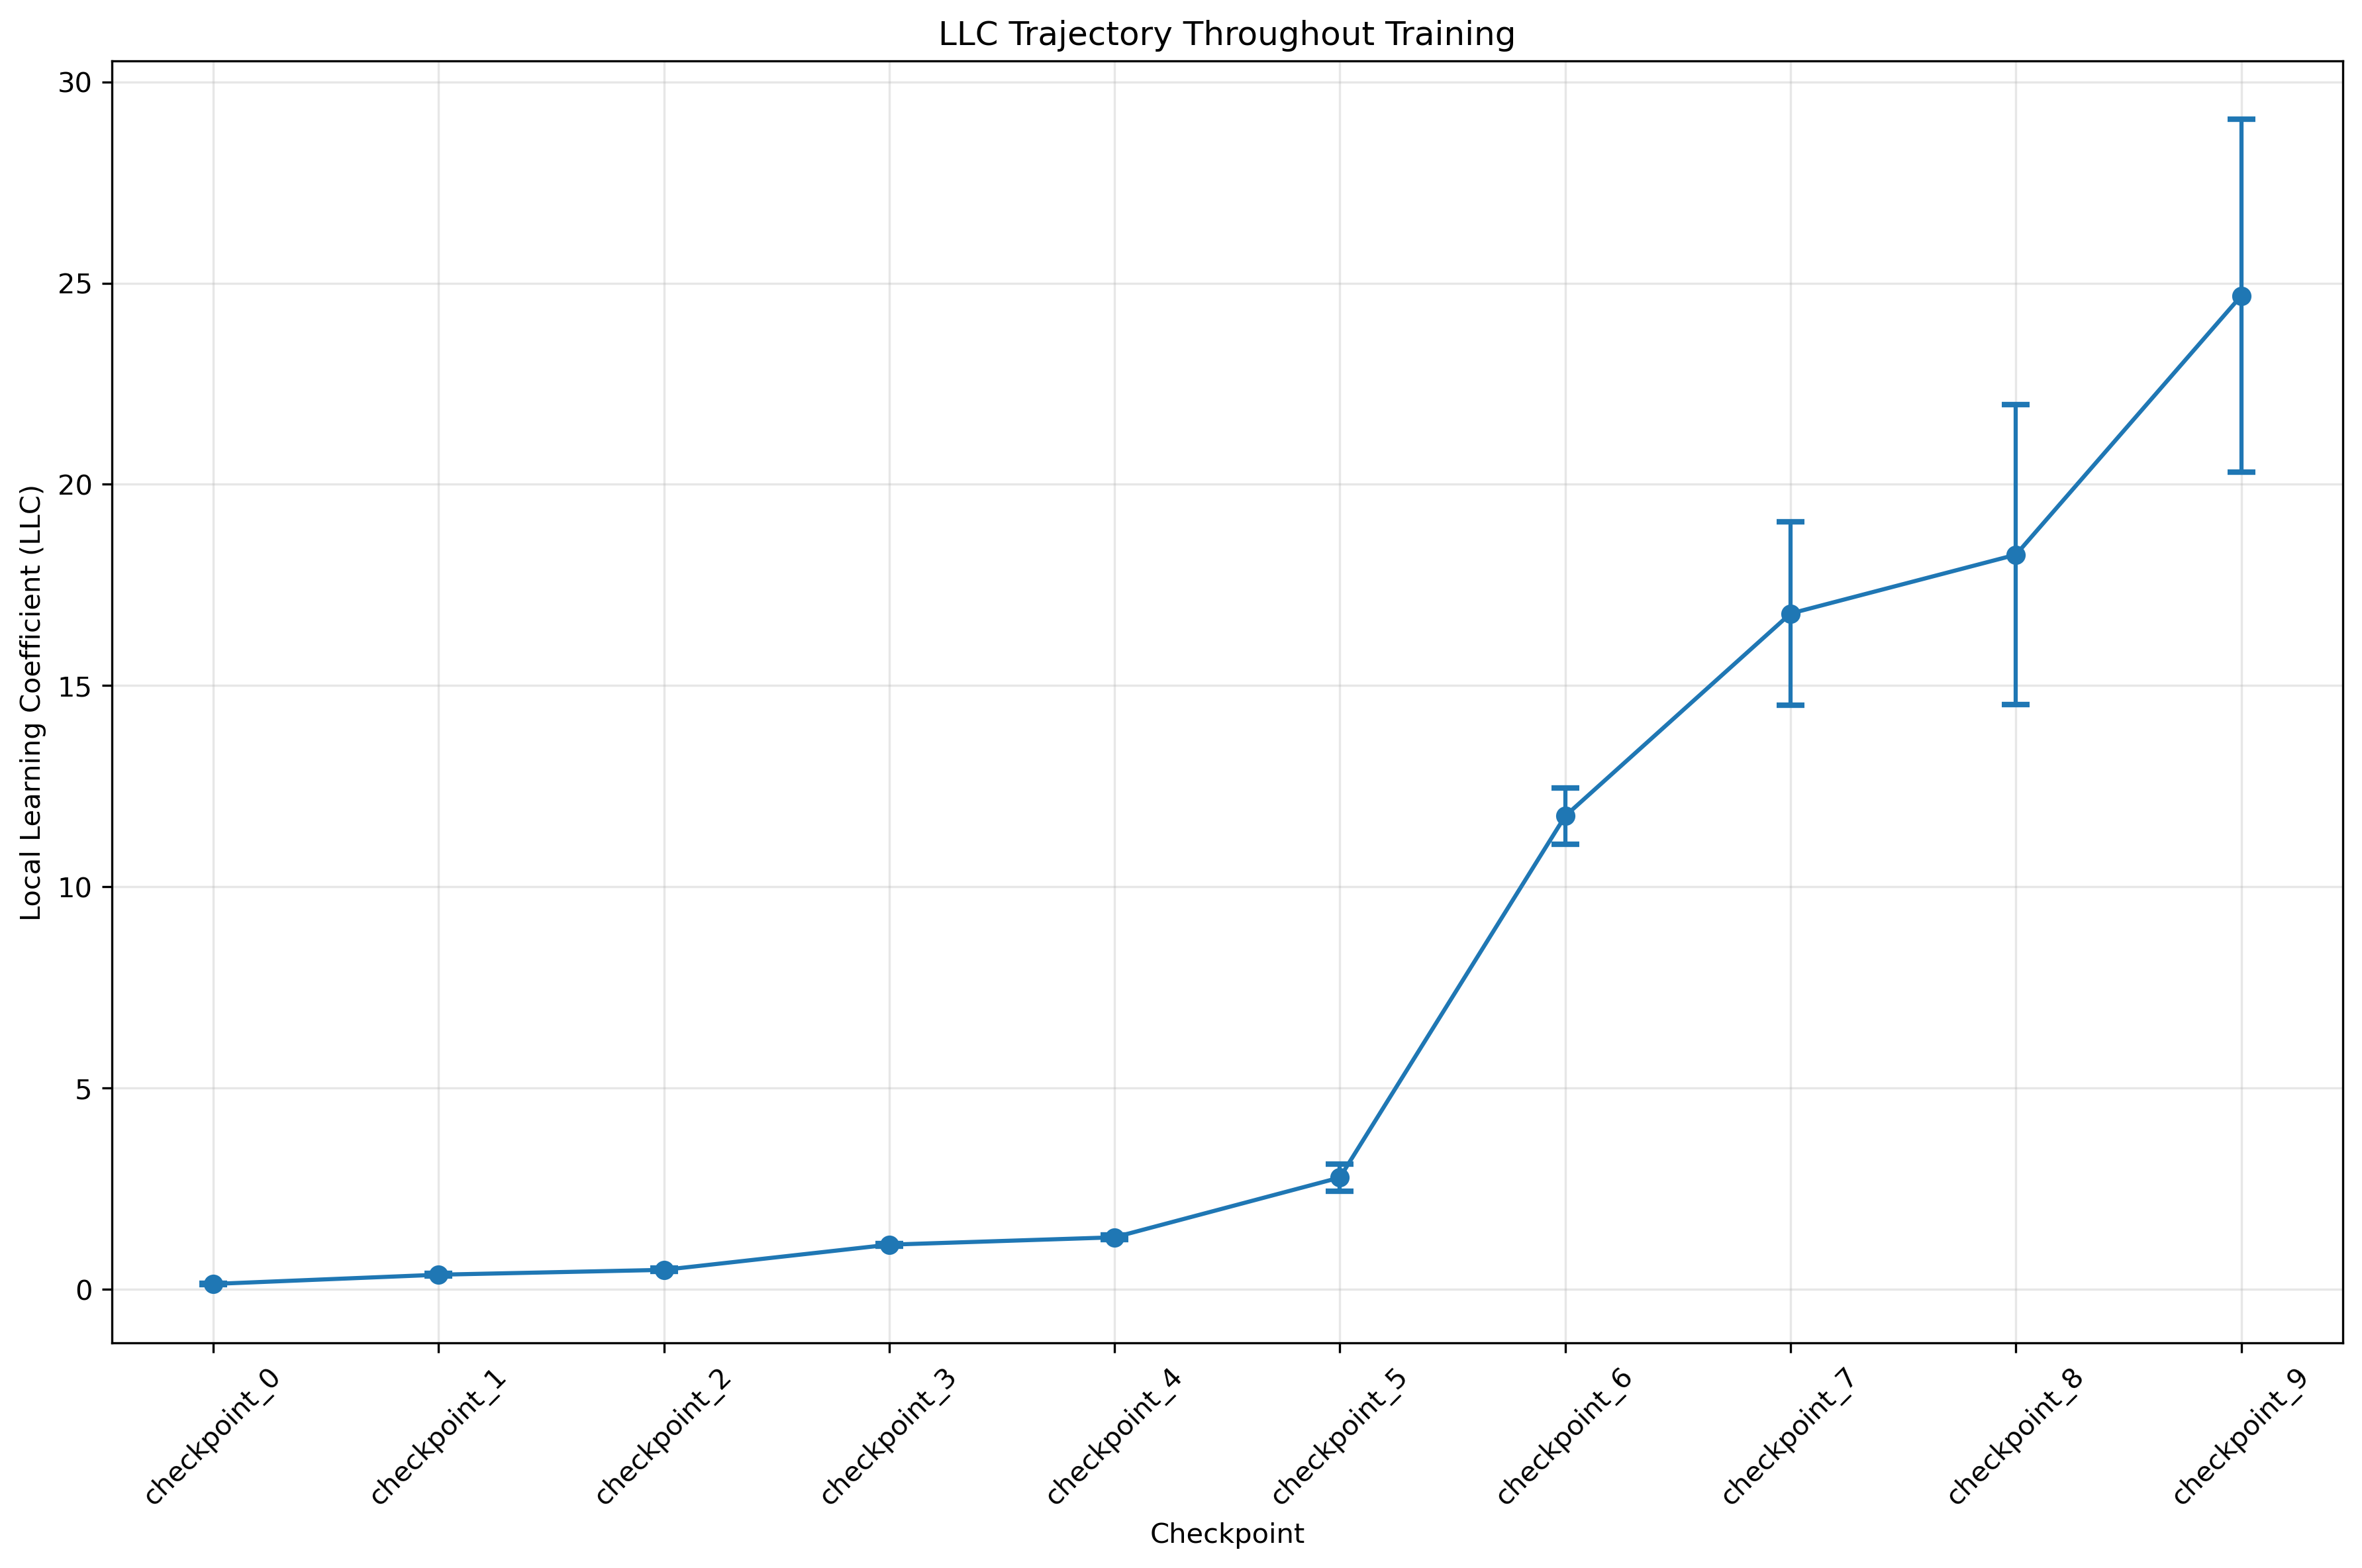 LLC Trajectory Throughout Training
Local Learning Coefficient (LLC)
30
25
20
15
10
5
0
checkpoint_0
checkpoint_1
checkpoint_2
checkpoint_3
checkpoint_4
checkpoint_5
checkpoint_6
checkpoint_7
checkpoint_8
checkpoint_9
Checkpoint